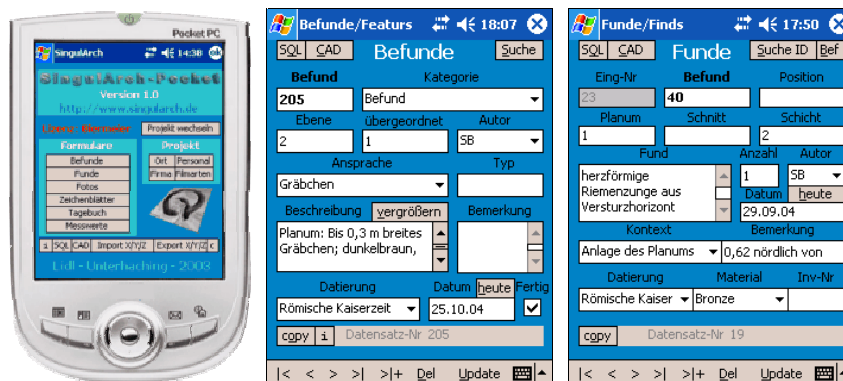 Pocket PC
SingulArch 14:38 ok
SingulArch-Pocket
Version 1.0
http://www.singularch.de
Projekt wechseln
Formulare
Projekt
Befunde
Ort Personal
Funde
Firma Filmarten
Fotos
Zeichenblätter
Tagebuch
Messwerte
1 SQL CAD Import X/Y/Z Export X/Y/Z c
Lidl - Unterhaching - 2003
Befunde/Featurs 18:07
SQL CAD Befunde Suche
Befund Kategorie
205 Befund
Ebene übergeordnet Autor
2 1 SB
Ansprache Typ
Gräbchen
Beschreibung vergrößern Bemerkung
Planum: Bis 0,3 m breites
Gräbchen; dunkelbraun,
Datierung Datum heute Fertig
Römische Kaiserzeit 25.10.04
copy i Datensatz-Nr 205
|< < > >| >|+ Del Update
Funde/Finds 17:50
SQL CAD Funde Suche ID Bef
Eing-Nr Befund Position
23 40
Planum Schnitt Schicht
1 2
Fund Anzahl Autor
herzförmige 1 SB
Riemenzunge aus Datum heute
Versturzhorizont 29.09.04
Kontext Bemerkung
Anlage des Planums 0,62 nördlich von
Datierung Material Inv-Nr
Römische Kaiser Bronze
copy Datensatz-Nr 19
|< < > >| >|+ Del Update